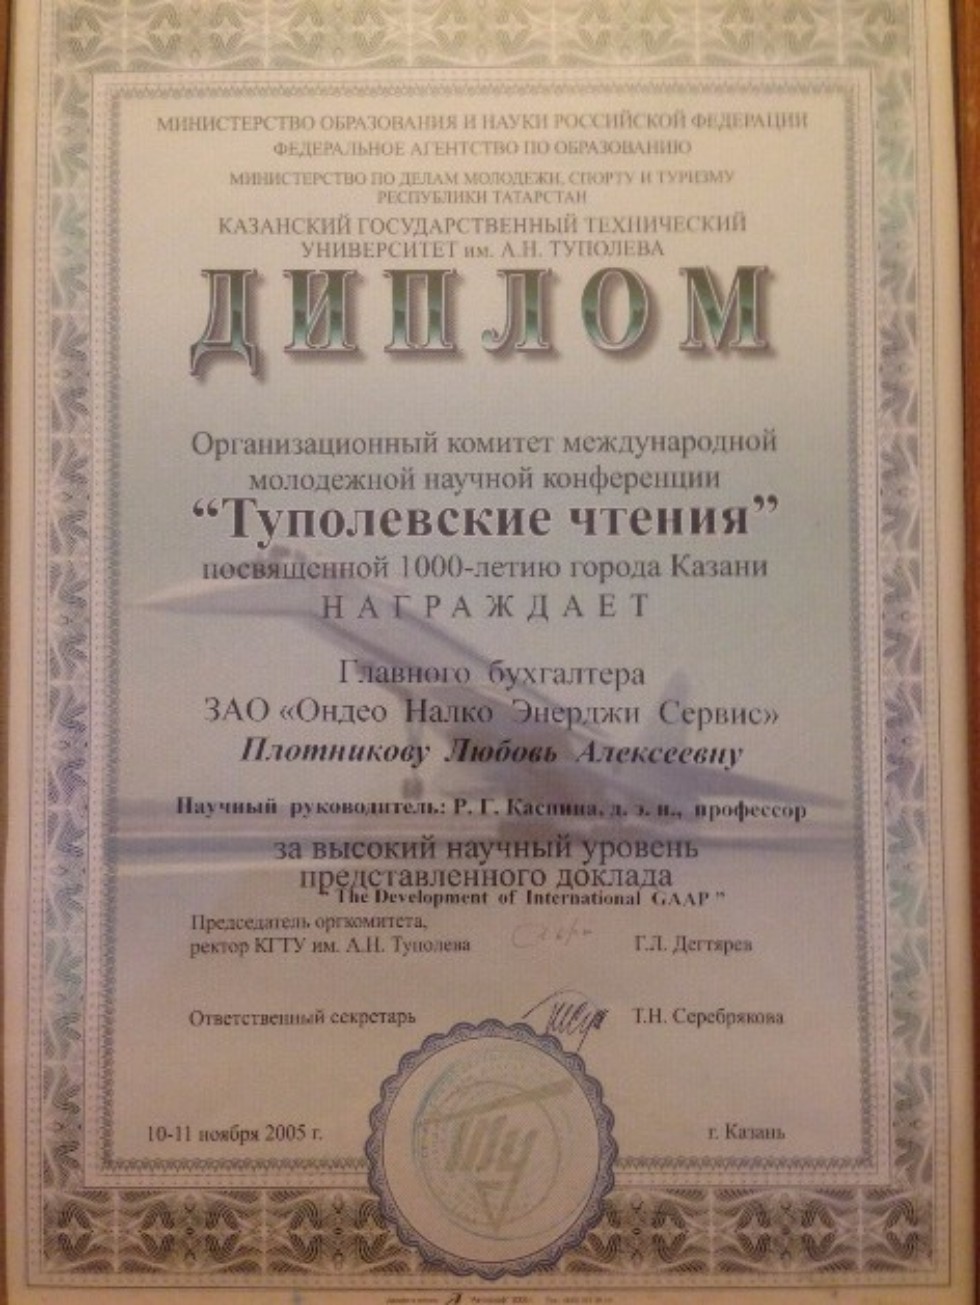 МИНИСТЕРСТВО ОБРАЗОВАНИЯ И НАУКИ РОССИЙСКОЙ ФЕДЕРАЦИИ
ФЕДЕРАЛЬНОЕ АГЕНТСТВО ПО ОБРАЗОВАНИЮ
МИНИСТЕРСТВО ПО ДЕЛАМ МОЛОДЕЖИ, СПОРТУ И ТУРИЗМУ
РЕСПУБЛИКИ ТАТАРСТАН
КАЗАНСКИЙ ГОСУДАРСТВЕННЫЙ ТЕХНИЧЕСКИЙ
УНИВЕРСИТЕТ им. А.Н. ТУПОЛЕВА
ДИПЛОМ
Организационный комитет международной
молодежной научной конференции
“Туполевские чтения”
посвященной 1000-летию города Казани
НАГРАЖДАЕТ
Главного бухгалтера
ЗАО «Ондео Налко Энерджи Сервис»
Плотникову Любовь Алексеевну
Научный руководитель: Р. Г. Каспина, д. э. н., профессор
за высокий научный уровень
представленного доклада
" The Development of International GAAP "
Председатель оргкомитета,
ректор КГТУ им. А.Н. Туполева Г.Л. Дегтярев
Ответственный секретарь Т.Н. Серебрякова
10-11 ноября 2005 г. г. Казань